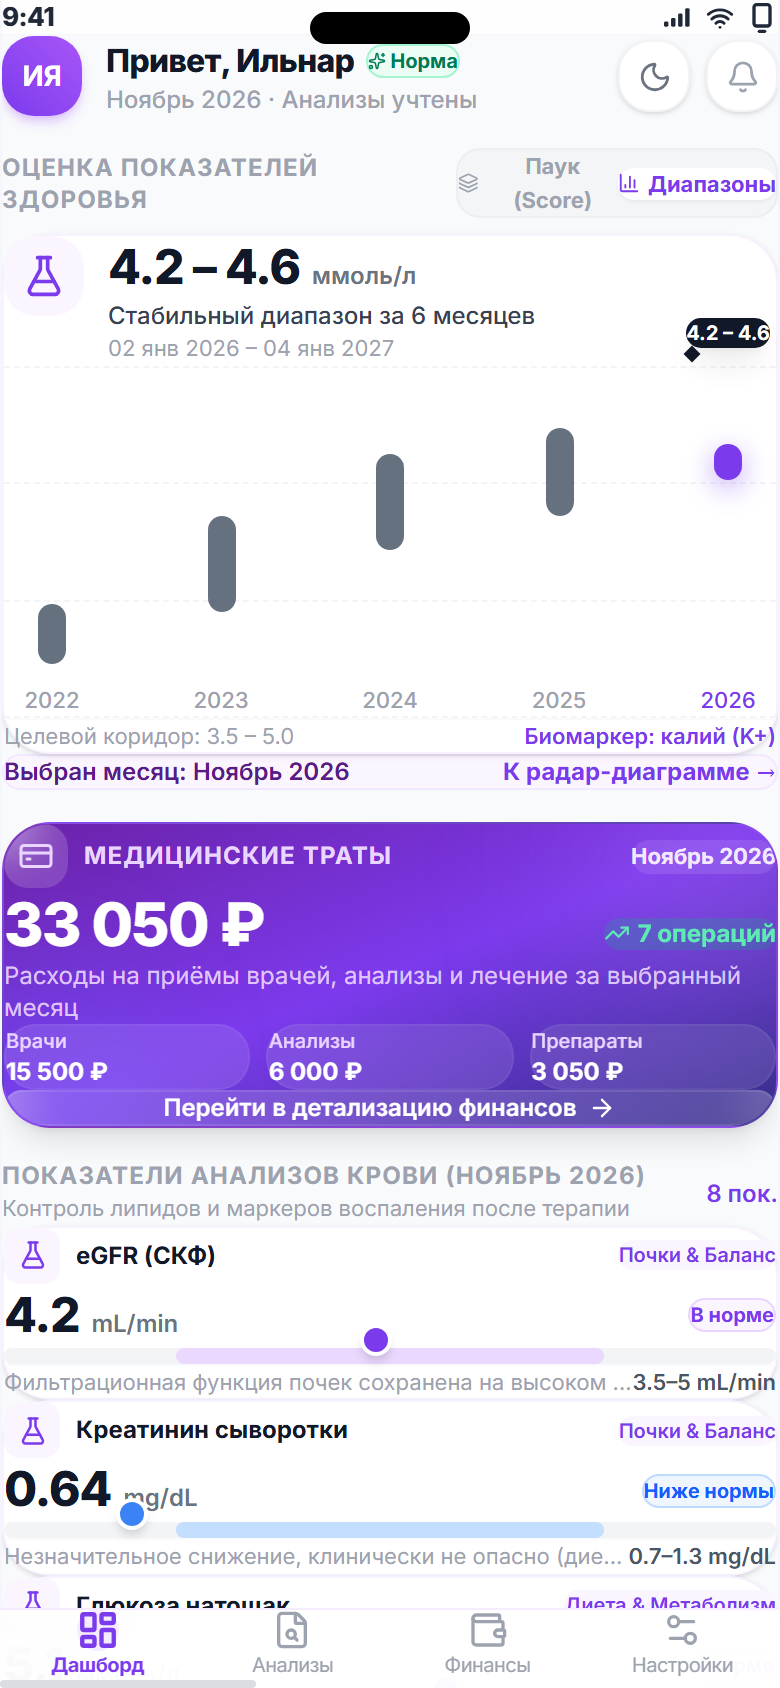 9:41
ИЯ
Привет, Ильнар
Норма
Ноябрь 2026 · Анализы учтены
ОЦЕНКА ПОКАЗАТЕЛЕЙ
ЗДОРОВЬЯ
Паук
(Score)
Диапазоны
4.2 – 4.6 ммоль/л
Стабильный диапазон за 6 месяцев
02 янв 2026 – 04 янв 2027
4.2 – 4.6
2022 2023 2024 2025 2026
Целевой коридор: 3.5 – 5.0 Биомаркер: калий (K+)
Выбран месяц: Ноябрь 2026 К радар-диаграмме →
МЕДИЦИНСКИЕ ТРАТЫ Ноябрь 2026
33 050 ₽ 7 операций
Расходы на приёмы врачей, анализы и лечение за выбранный
месяц
Врачи Анализы Препараты
15 500 ₽ 6 000 ₽ 3 050 ₽
Перейти в детализацию финансов →
ПОКАЗАТЕЛИ АНАЛИЗОВ КРОВИ (НОЯБРЬ 2026)
Контроль липидов и маркеров воспаления после терапии
8 пок.
eGFR (СКФ) Почки & Баланс
4.2 mL/min В норме
Фильтрационная функция почек сохранена на высоком ... 3.5–5 mL/min
Креатинин сыворотки Почки & Баланс
0.64 mg/dL Ниже нормы
Незначительное снижение, клинически не опасно (дие... 0.7–1.3 mg/dL
Глюкоза натощак Диета & Метаболизм
Дашборд Анализы Финансы Настройки